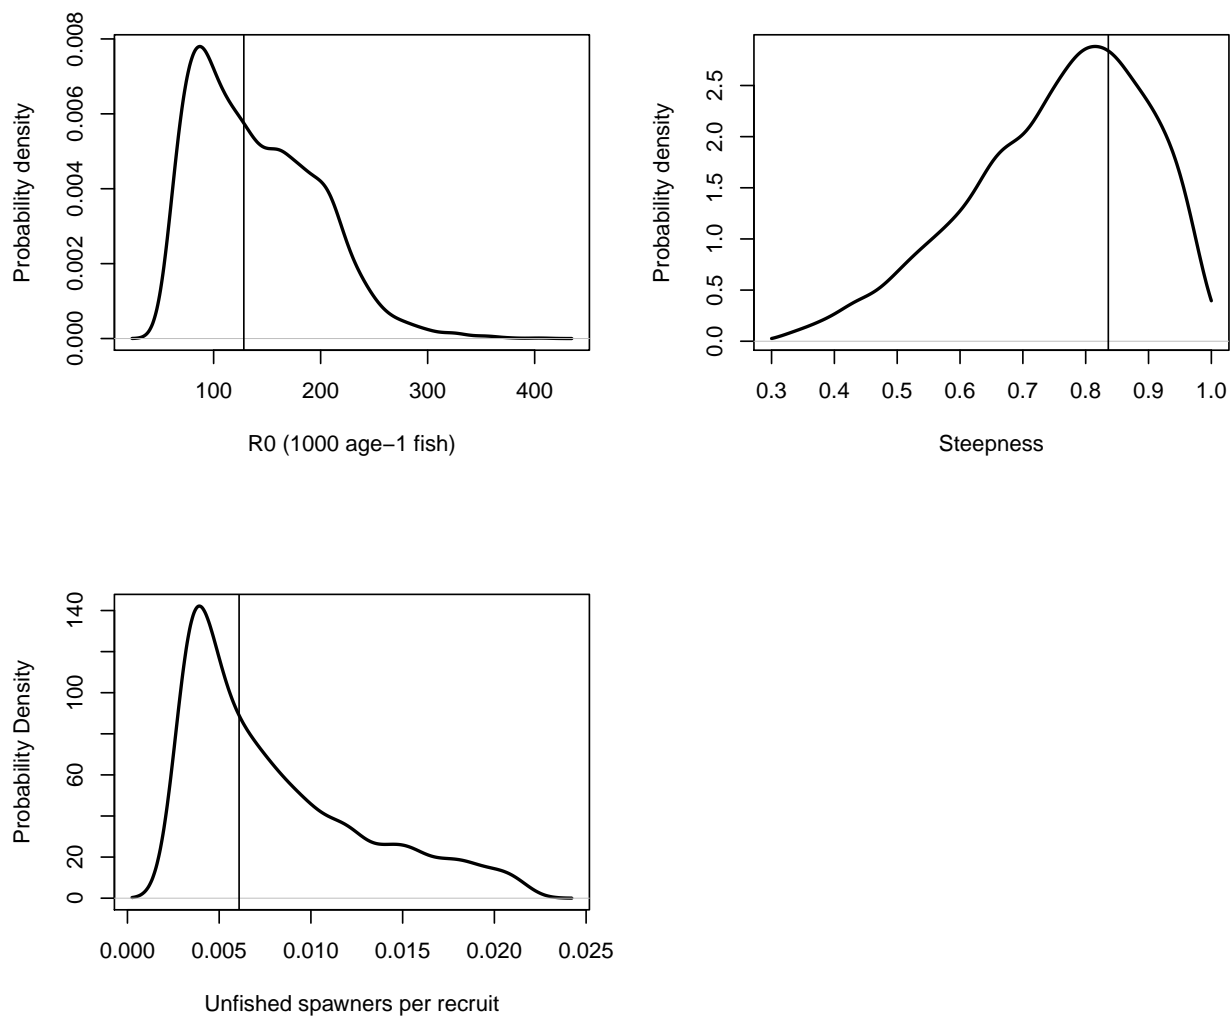 Probability density
0.000 0.002 0.004 0.006 0.008
100 200 300 400
R0 (1000 age−1 fish)
Probability density
0.0 0.5 1.0 1.5 2.0 2.5
0.3 0.4 0.5 0.6 0.7 0.8 0.9 1.0
Steepness
Probability Density
0 20 60 100 140
0.000 0.005 0.010 0.015 0.020 0.025
Unfished spawners per recruit